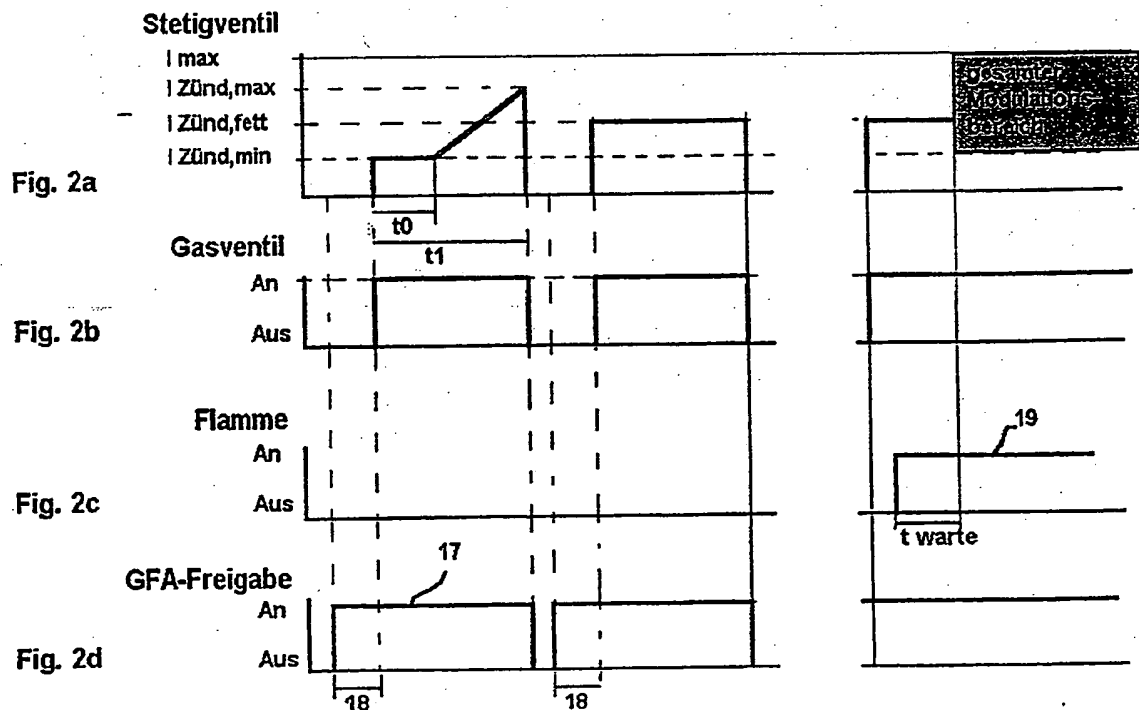 Stetigventil
I max
I Zünd,max
I Zünd,fett
I Zünd,min
gesamter
Modulations-
bereich
Fig. 2a
t0
t1
Gasventil
An
Aus
Fig. 2b
Flamme
An
Aus
19
Fig. 2c
t warte
GFA-Freigabe
17
An
Aus
Fig. 2d
18
18